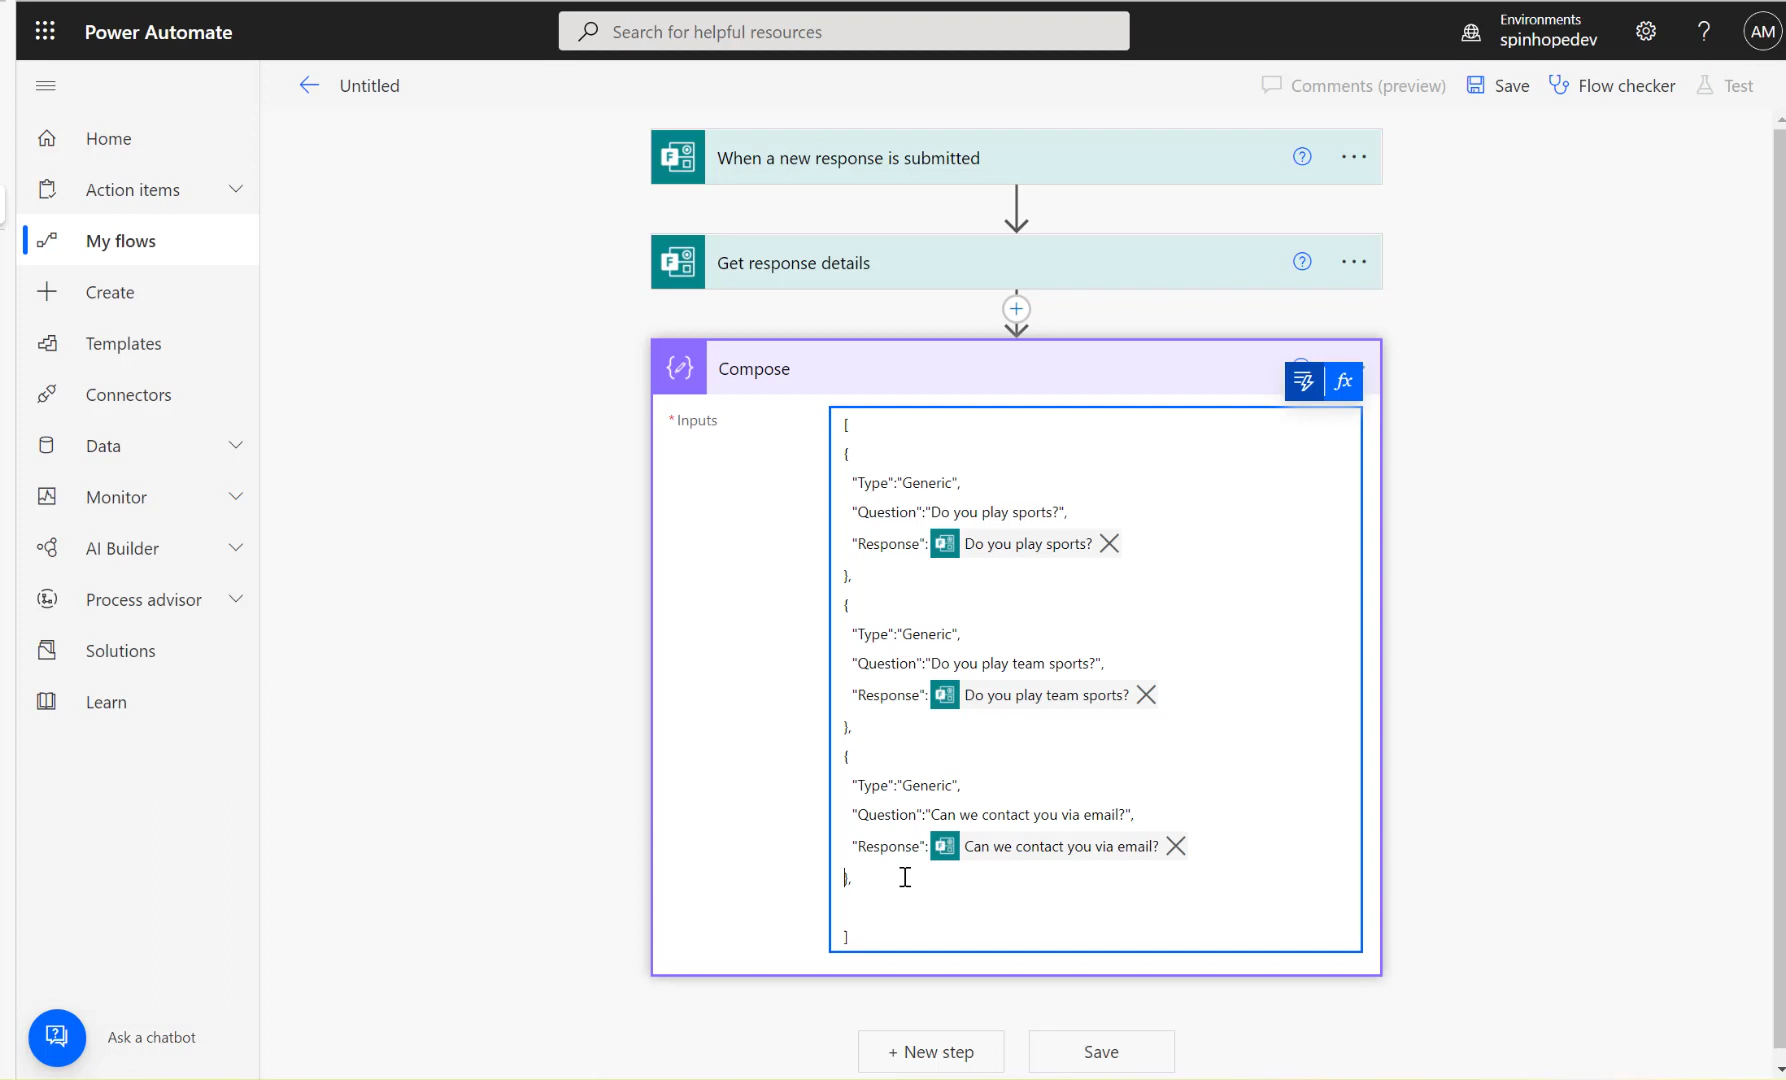 Power Automate
Search for helpful resources
Environments
spinhopedev
?
AM
Untitled
Comments (preview)
Save
Flow checker
Test
Home
Action items
My flows
Create
Templates
Connectors
Data
Monitor
AI Builder
Process advisor
Solutions
Learn
Ask a chatbot
When a new response is submitted
?
...
Get response details
?
...
Compose
fx
* Inputs
[
{
"Type":"Generic",
"Question":"Do you play sports?",
"Response": Do you play sports?
},
{
"Type":"Generic",
"Question":"Do you play team sports?",
"Response": Do you play team sports?
},
{
"Type":"Generic",
"Question":"Can we contact you via email?",
"Response": Can we contact you via email?
},
]
+ New step
Save